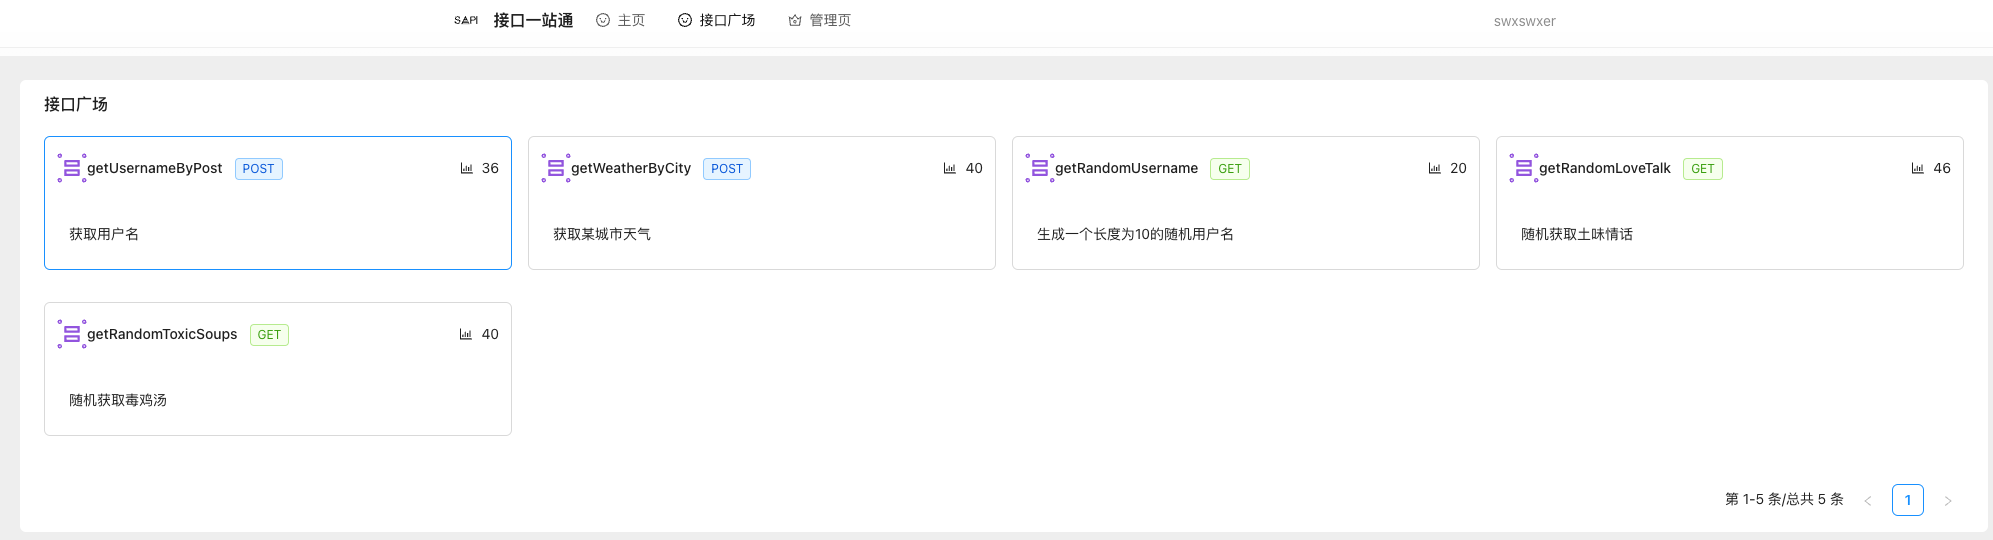 SAPI 接口一站通 主页 接口广场 管理页 swxswxer
接口广场
getUsernameByPost POST 36
获取用户名
getWeatherByCity POST 40
获取某城市天气
getRandomUsername GET 20
生成一个长度为10的随机用户名
getRandomLoveTalk GET 46
随机获取土味情话
getRandomToxicSoups GET 40
随机获取毒鸡汤
第 1-5 条/总共 5 条 < 1 >